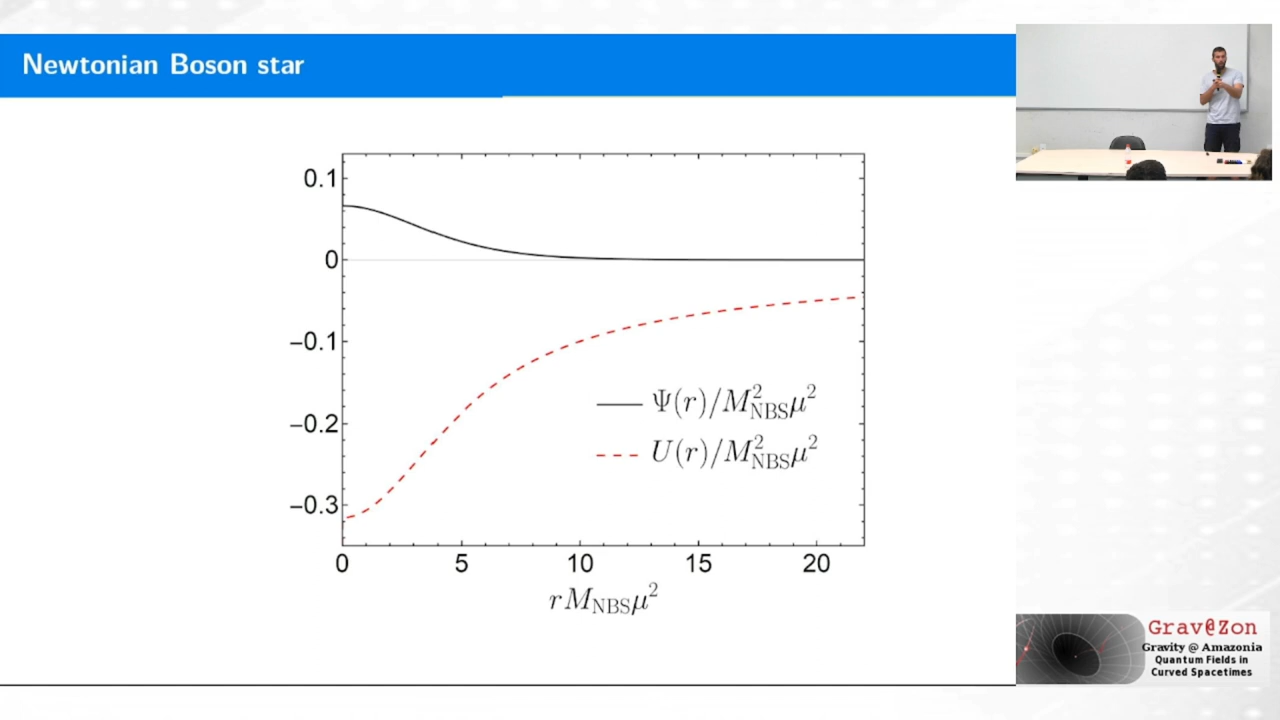 Newtonian Boson star
0.1
0
−0.1
−0.2
−0.3
Ψ(r)/M²_NBS μ²
U(r)/M²_NBS μ²
0 5 10 15 20
rM_NBS μ²
Grav@Zon
Gravity @ Amazonia
Quantum Fields in
Curved Spacetimes